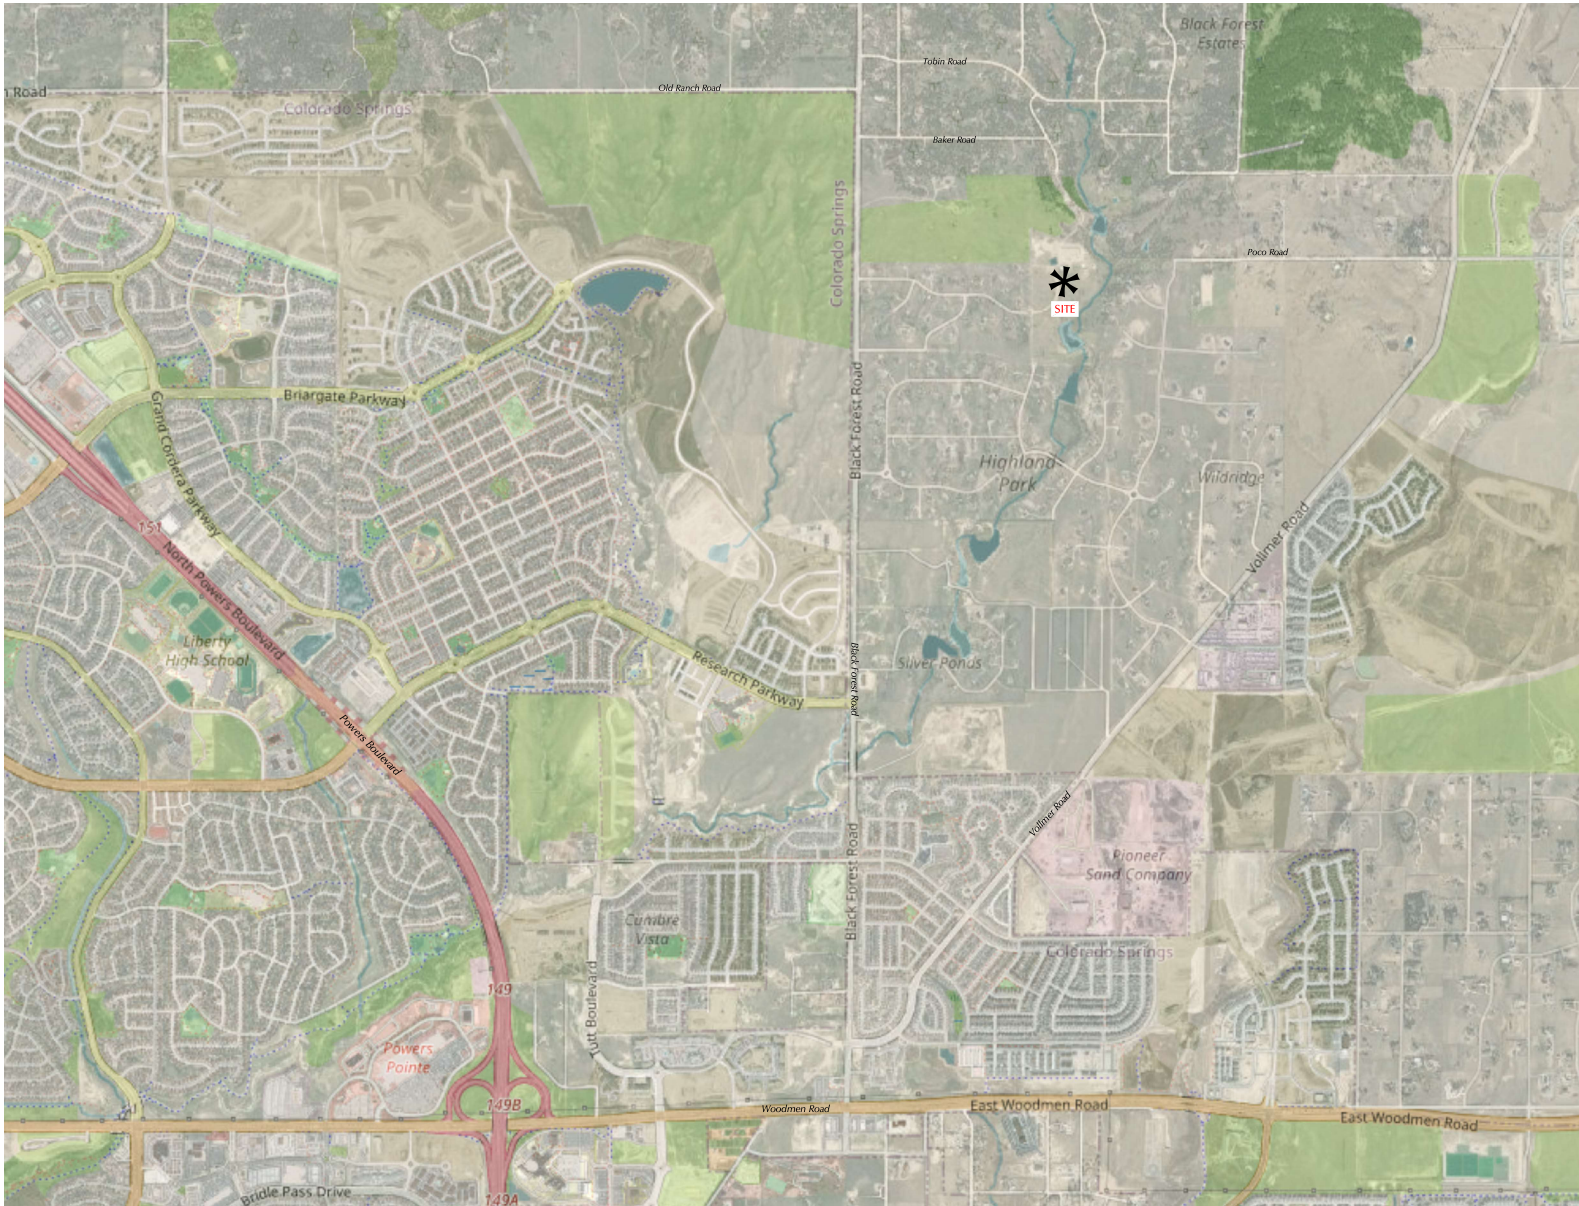 Black Forest
Estates
Tobin Road
Old Ranch Road
n Road
Colorado Springs
Baker Road
Colorado Springs
Poco Road
SITE
Briargate Parkway
Grand Cordera Parkway
Black Forest Road
Highland
Park
Wildridge
151
North Powers Boulevard
Vollmer Road
Liberty
High School
Research Parkway
Black Forest Road
Silver Ponds
Powers Boulevard
Vollmer Road
Pioneer
Sand Company
Black Forest Road
Cumbre
Vista
Colorado Springs
149
Tutt Boulevard
Powers
Pointe
149B
Woodmen Road
East Woodmen Road
East Woodmen Road
Bridle Pass Drive
149A